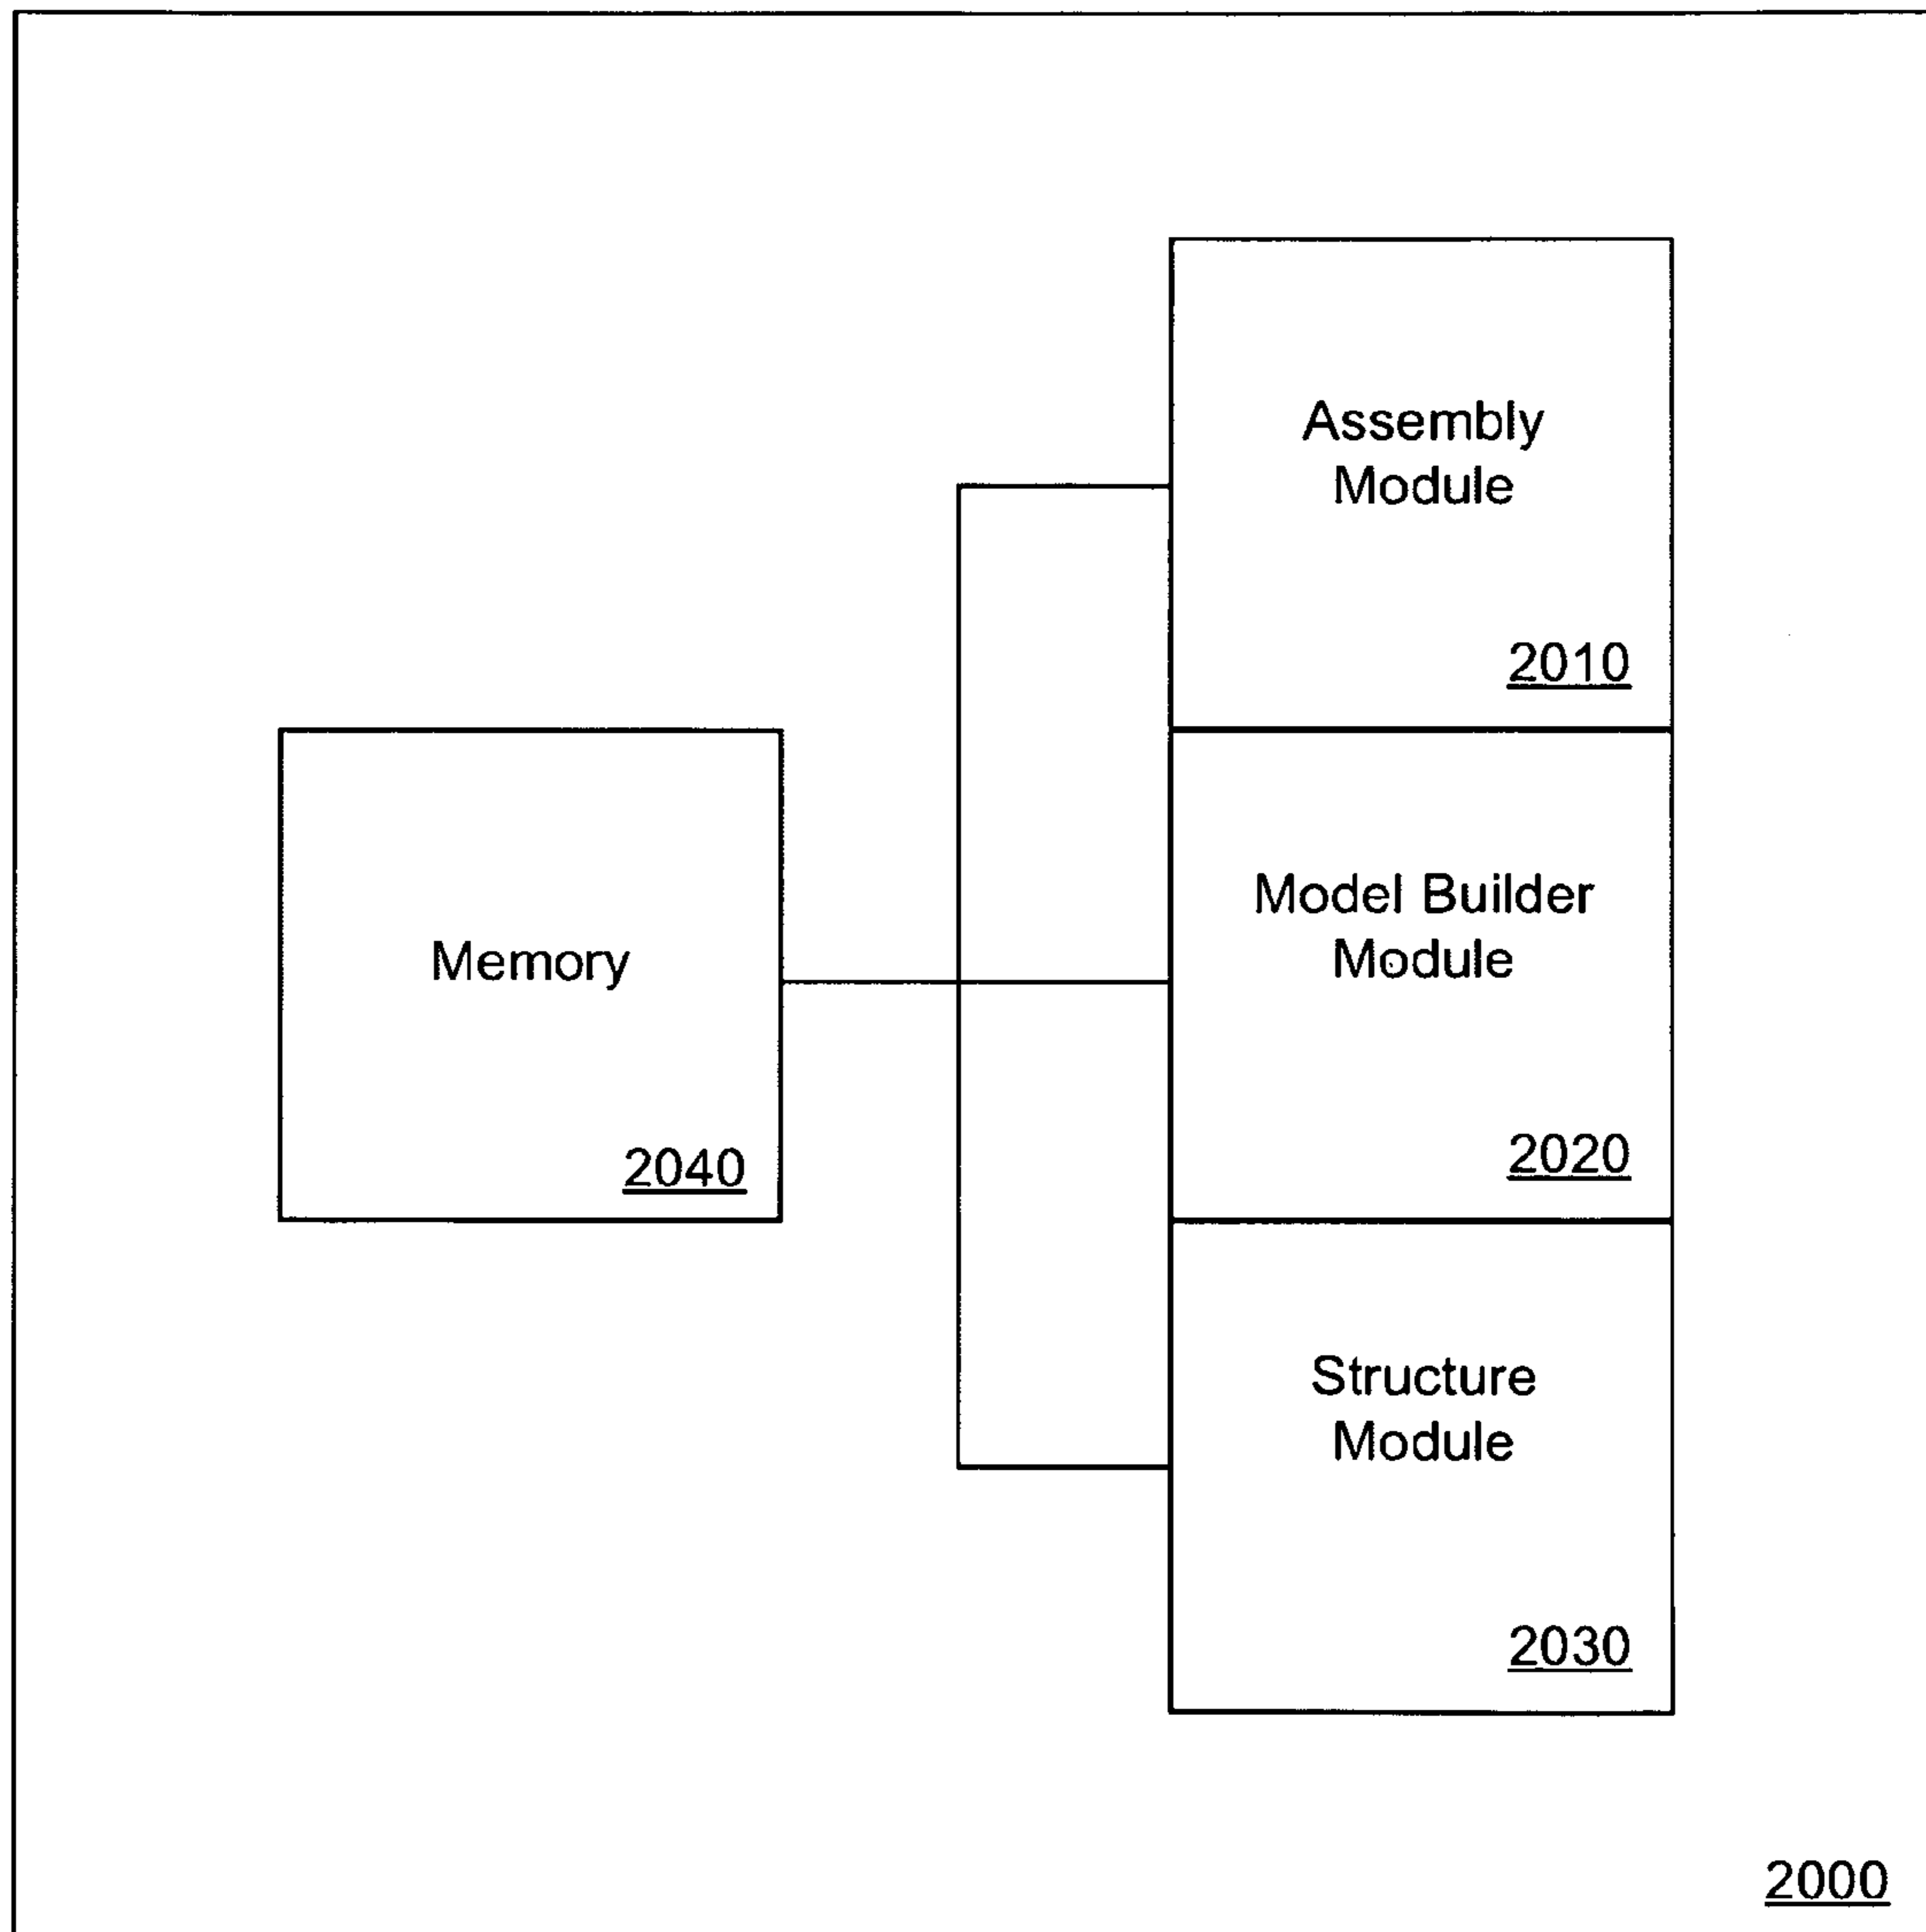 Assembly
Module
2010
Memory
2040
Model Builder
Module
2020
Structure
Module
2030
2000